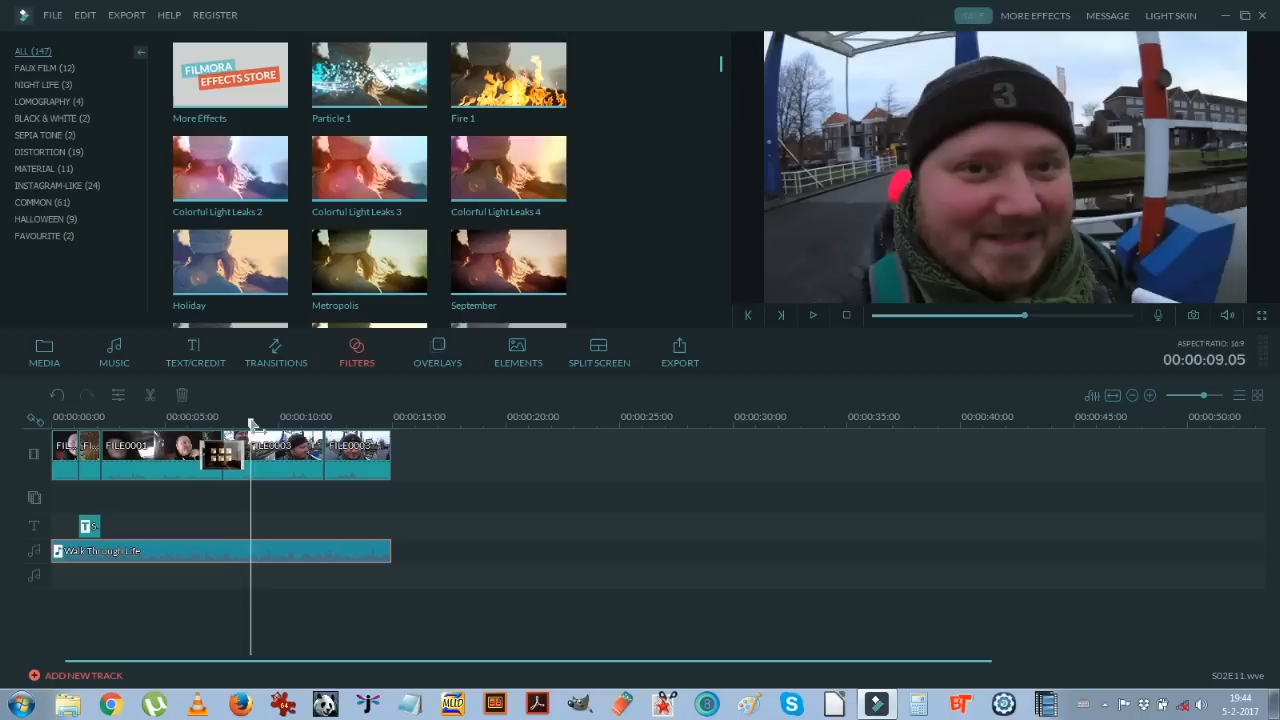 FILE EDIT EXPORT HELP REGISTER
MORE EFFECTS MESSAGE LIGHT SKIN
ALL (147)
FAUX FILM (12)
NIGHT LIFE (3)
LOMOGRAPHY (4)
BLACK & WHITE (2)
SEPIA TONE (2)
DISTORTION (19)
MATERIAL (11)
INSTAGRAM-LIKE (24)
COMMON (61)
HALLOWEEN (9)
FAVOURITE (2)
FILMORA
EFFECTS STORE
More Effects
Particle 1
Fire 1
Colorful Light Leaks 2
Colorful Light Leaks 3
Colorful Light Leaks 4
Holiday
Metropolis
September
3
MEDIA MUSIC TEXT/CREDIT TRANSITIONS FILTERS OVERLAYS ELEMENTS SPLIT SCREEN EXPORT
ASPECT RATIO: 16:9
00:00:09.05
00:00:00:00 00:00:05:00 00:00:10:00 00:00:15:00 00:00:20:00 00:00:25:00 00:00:30:00 00:00:35:00 00:00:40:00 00:00:45:00 00:00:50:00
FIL... Fil... FILE0001 FILE0003 FILE0003
T S..
Walk Through Life
ADD NEW TRACK
S02E11.wve
64
MLCC
8
BT
19:44
5-2-2017